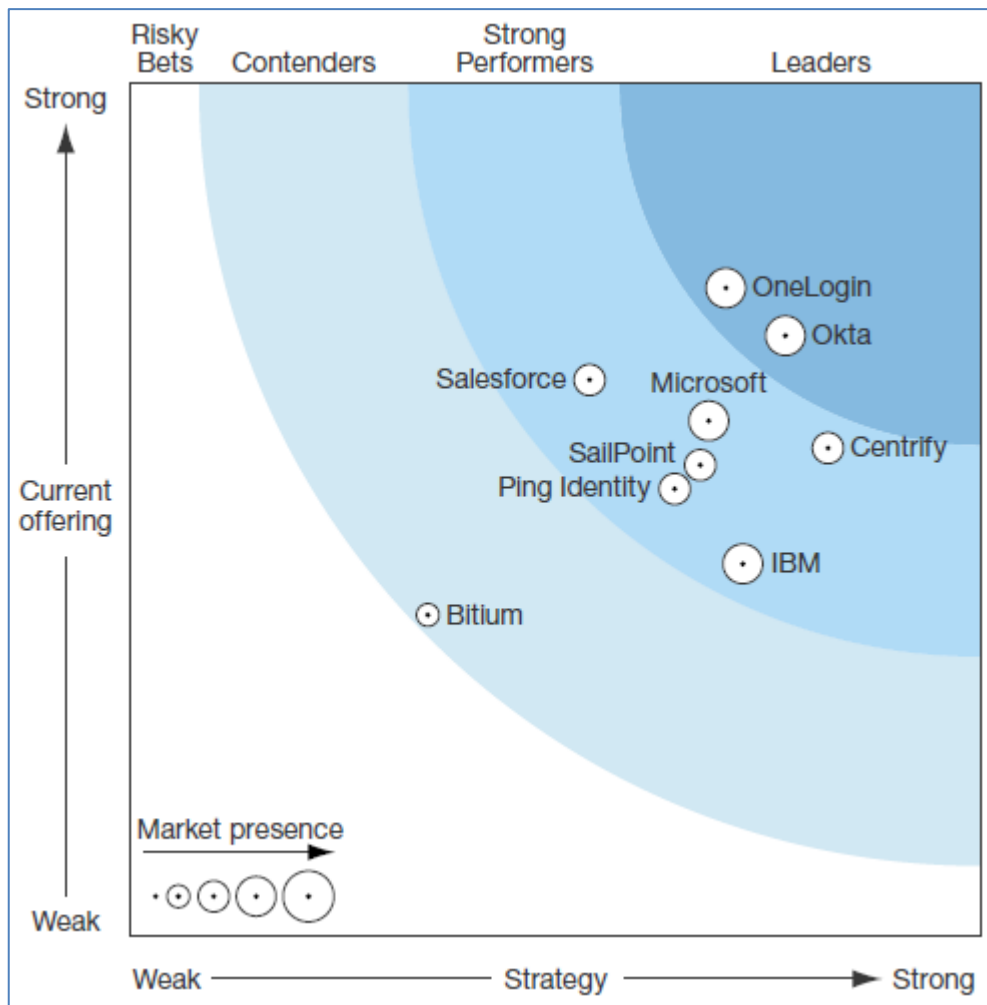 Risky
Bets
Contenders
Strong
Performers
Leaders
Strong
OneLogin
Okta
Salesforce
Microsoft
Centrify
SailPoint
Ping Identity
Current
offering
IBM
Bitium
Market presence
Weak
Weak
Strategy
Strong